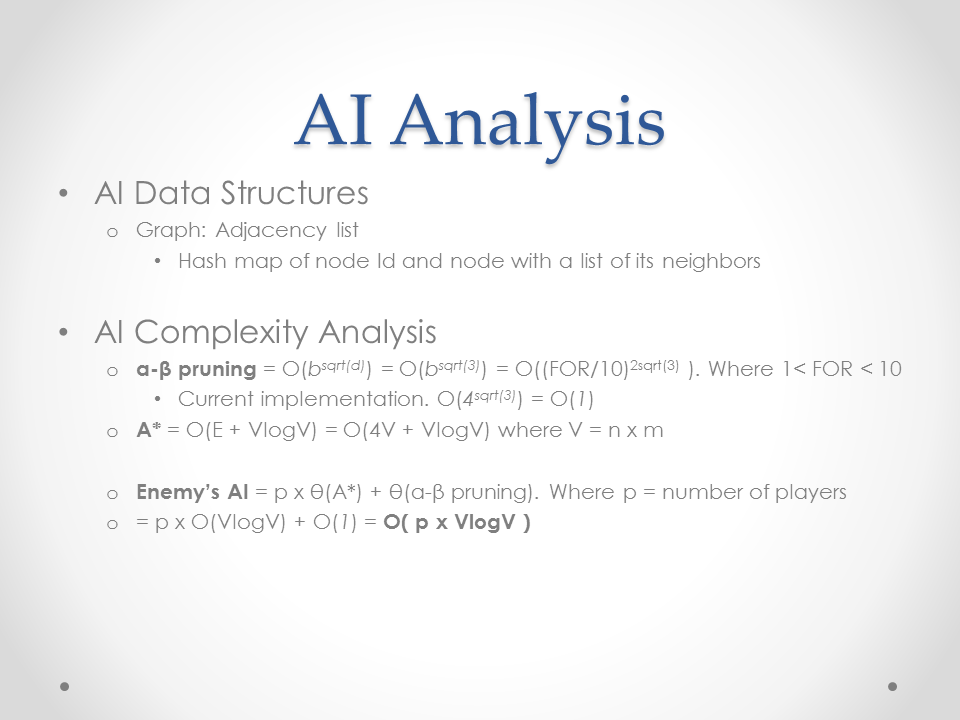 AI Analysis
• AI Data Structures
o Graph: Adjacency list
• Hash map of node Id and node with a list of its neighbors
• AI Complexity Analysis
o α-β pruning = O(b^sqrt(d)) = O(b^sqrt(3)) = O((FOR/10)^2sqrt(3) ). Where 1< FOR < 10
• Current implementation. O(4^sqrt(3)) = O(1)
o A* = O(E + VlogV) = O(4V + VlogV) where V = n x m
o Enemy’s AI = p x Θ(A*) + Θ(α-β pruning). Where p = number of players
o = p x O(VlogV) + O(1) = O( p x VlogV )